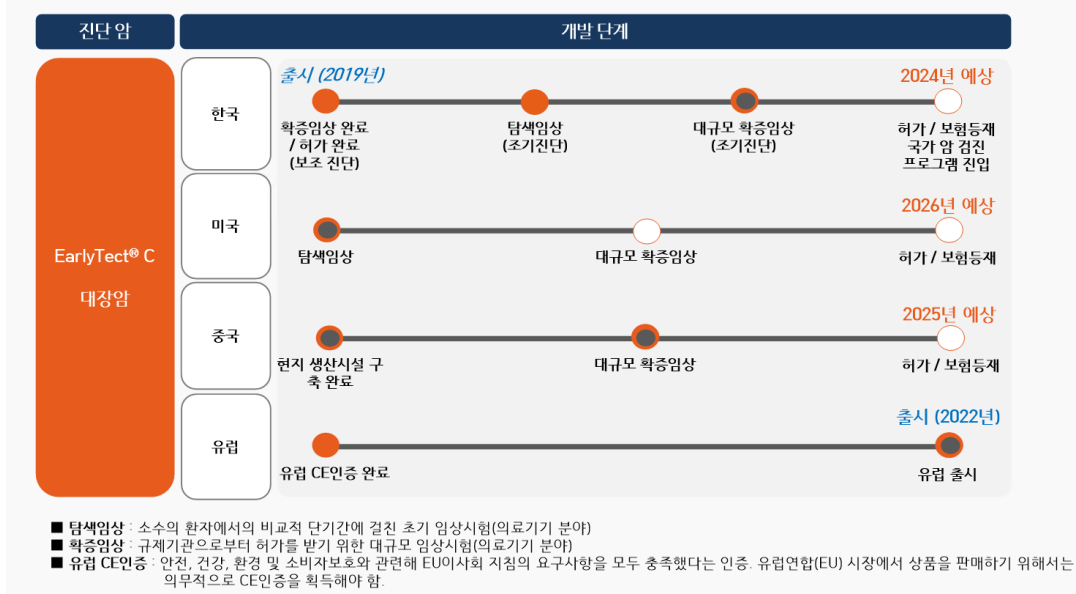 진단 암
개발 단계
EarlyTect® C
대장암
한국
출시 (2019년)
확증임상 완료
/ 허가 완료
(보조 진단)
탐색임상
(조기진단)
대규모 확증임상
(조기진단)
2024년 예상
허가 / 보험등재
국가 암 검진
프로그램 진입
미국
탐색임상
대규모 확증임상
2026년 예상
허가 / 보험등재
중국
현지 생산시설 구
축 완료
대규모 확증임상
2025년 예상
허가 / 보험등재
유럽
유럽 CE인증 완료
출시 (2022년)
유럽 출시
■ 탐색임상 : 소수의 환자에서의 비교적 단기간에 걸친 초기 임상시험(의료기기 분야)
■ 확증임상 : 규제기관으로부터 허가를 받기 위한 대규모 임상시험(의료기기 분야)
■ 유럽 CE인증 : 안전, 건강, 환경 및 소비자보호와 관련해 EU이사회 지침의 요구사항을 모두 충족했다는 인증. 유럽연합(EU) 시장에서 상품을 판매하기 위해서는
의무적으로 CE인증을 획득해야 함.